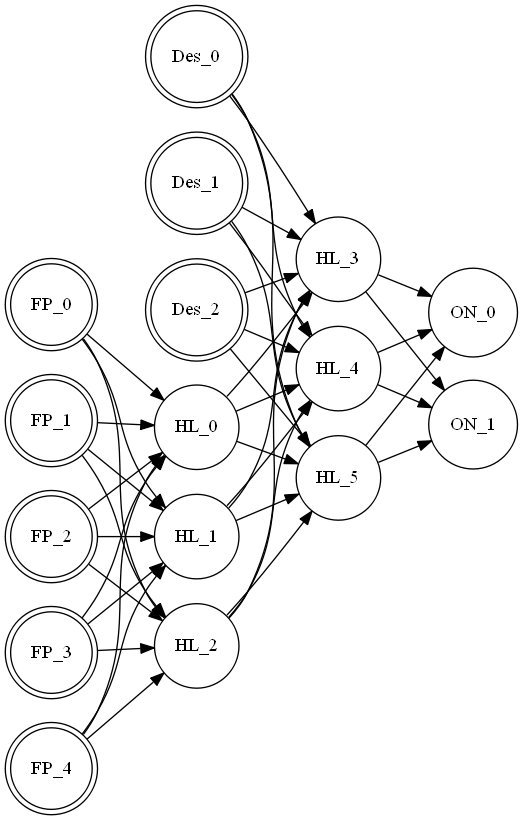 Des_0
Des_1
Des_2
FP_0
FP_1
FP_2
FP_3
FP_4
HL_0
HL_1
HL_2
HL_3
HL_4
HL_5
ON_0
ON_1